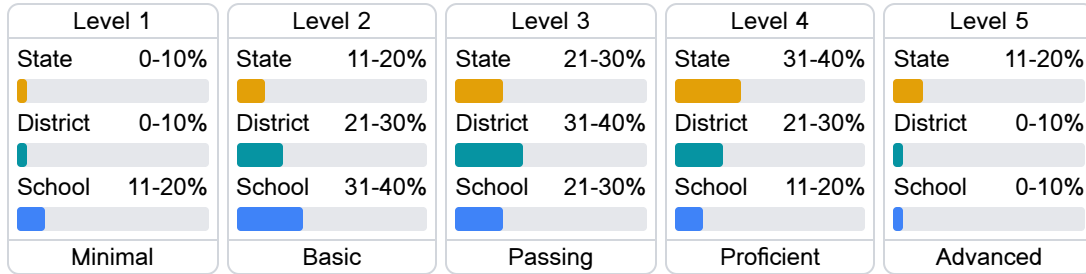 Level 1
State 0-10%
District 0-10%
School 11-20%
Minimal
Level 2
State 11-20%
District 21-30%
School 31-40%
Basic
Level 3
State 21-30%
District 31-40%
School 21-30%
Passing
Level 4
State 31-40%
District 21-30%
School 11-20%
Proficient
Level 5
State 11-20%
District 0-10%
School 0-10%
Advanced